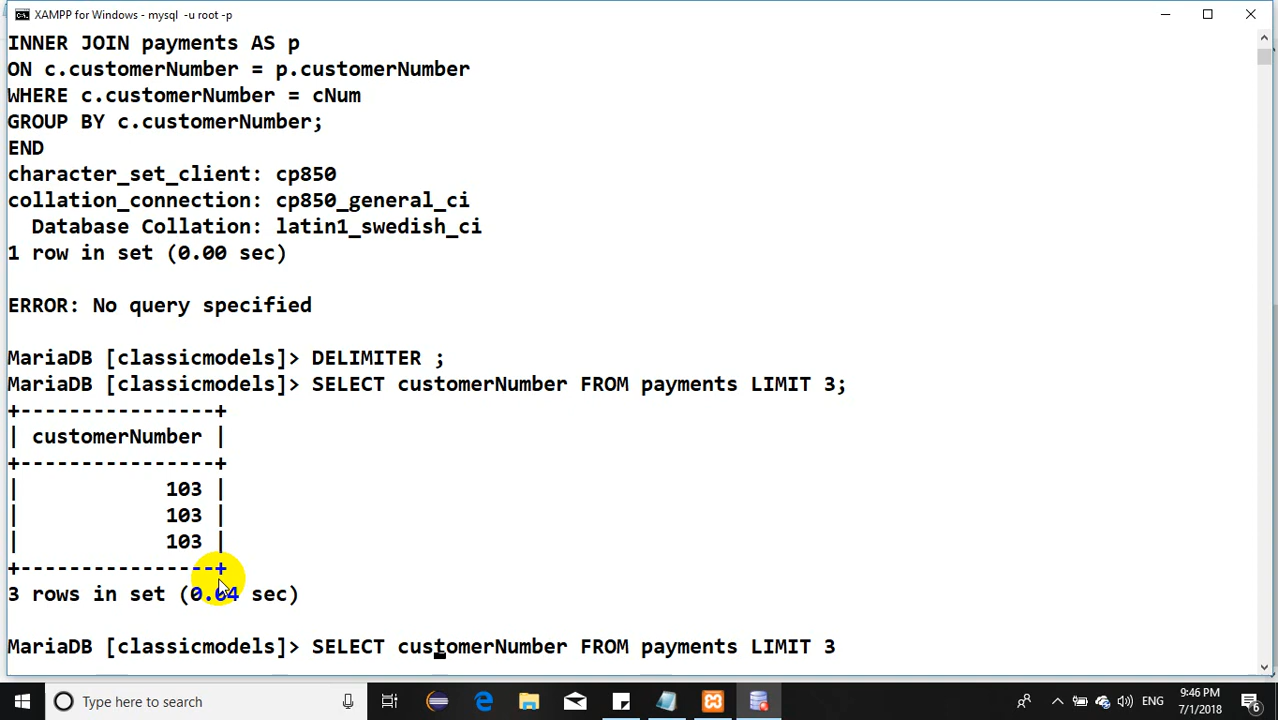 XAMPP for Windows - mysql -u root -p
INNER JOIN payments AS p
ON c.customerNumber = p.customerNumber
WHERE c.customerNumber = cNum
GROUP BY c.customerNumber;
END
character_set_client: cp850
collation_connection: cp850_general_ci
Database Collation: latin1_swedish_ci
1 row in set (0.00 sec)
ERROR: No query specified
MariaDB [classicmodels]> DELIMITER ;
MariaDB [classicmodels]> SELECT customerNumber FROM payments LIMIT 3;
+----------------+
| customerNumber |
+----------------+
| 103 |
| 103 |
| 103 |
+----------------+
3 rows in set (0.04 sec)
MariaDB [classicmodels]> SELECT customerNumber FROM payments LIMIT 3
Type here to search
ENG
9:46 PM
7/1/2018
6